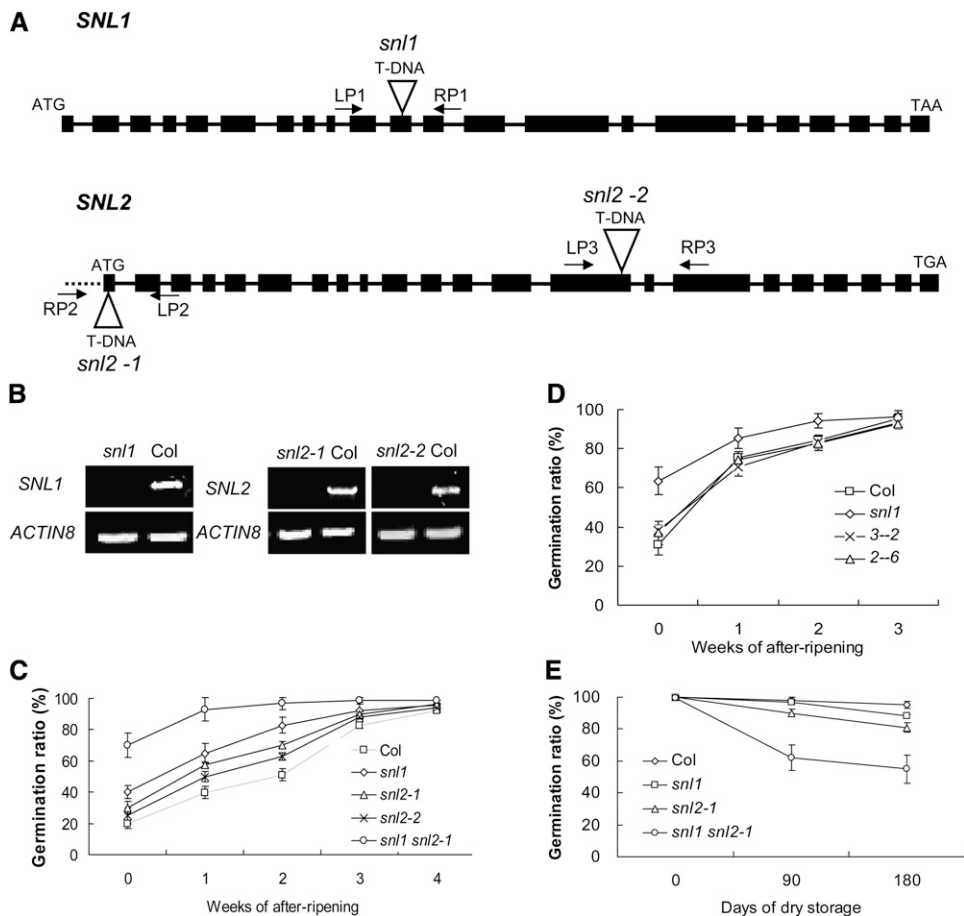 A
SNL1
snl1
T-DNA
LP1
RP1
ATG
TAA
SNL2
snl2 -2
T-DNA
LP3
RP3
ATG
TGA
RP2
LP2
T-DNA
snl2 -1
B
snl1 Col
snl2-1 Col
snl2-2 Col
SNL1
SNL2
ACTIN8
ACTIN8
C
Germination ratio (%)
100
80
60
40
20
0
0 1 2 3 4
Weeks of after-ripening
Col
snl1
snl2-1
snl2-2
snl1 snl2-1
D
Germination ratio (%)
100
80
60
40
20
0
0 1 2 3
Weeks of after-ripening
Col
snl1
3--2
2--6
E
Germination ratio (%)
100
80
60
40
20
0
0 90 180
Days of dry storage
Col
snl1
snl2-1
snl1 snl2-1